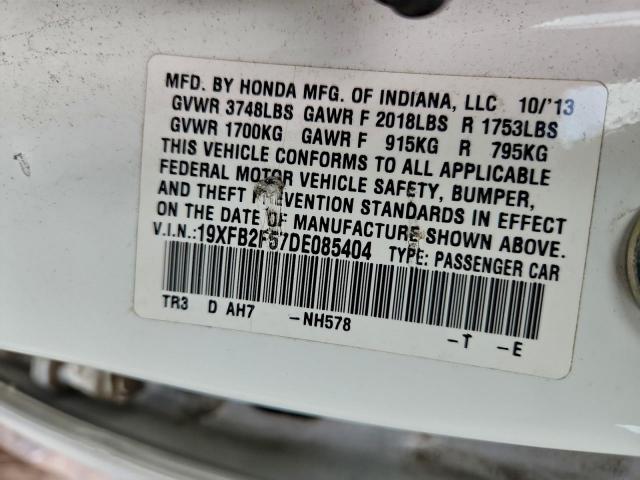 MFD. BY HONDA MFG. OF INDIANA, LLC 10/'13
GVWR 3748LBS GAWR F 2018LBS R 1753LBS
GVWR 1700KG GAWR F 915KG R 795KG
THIS VEHICLE CONFORMS TO ALL APPLICABLE
FEDERAL MOTOR VEHICLE SAFETY, BUMPER,
AND THEFT PREVENTION STANDARDS IN EFFECT
ON THE DATE OF MANUFACTURE SHOWN ABOVE.
V.I.N.:19XFB2F57DE085404 TYPE: PASSENGER CAR
TR3 D AH7 -NH578 -T -E